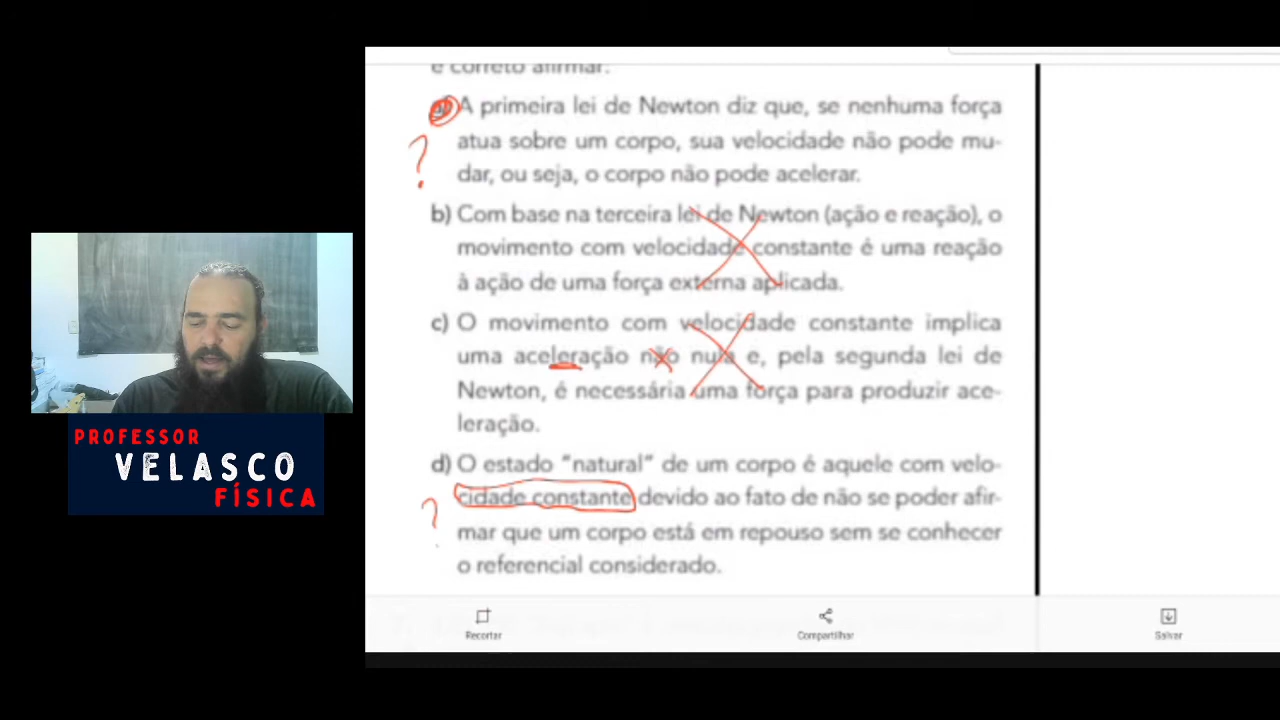 e correto afirmar:
a) A primeira lei de Newton diz que, se nenhuma força
atua sobre um corpo, sua velocidade não pode mu-
dar, ou seja, o corpo não pode acelerar.
?
b) Com base na terceira lei de Newton (ação e reação), o
movimento com velocidade constante é uma reação
à ação de uma força externa aplicada.
c) O movimento com velocidade constante implica
uma aceleração não nula e, pela segunda lei de
Newton, é necessária uma força para produzir ace-
leração.
d) O estado “natural” de um corpo é aquele com velo-
cidade constante devido ao fato de não se poder afir-
mar que um corpo está em repouso sem se conhecer
o referencial considerado.
?
PROFESSOR
VELASCO
FÍSICA
Recortar
Compartilhar
Salvar